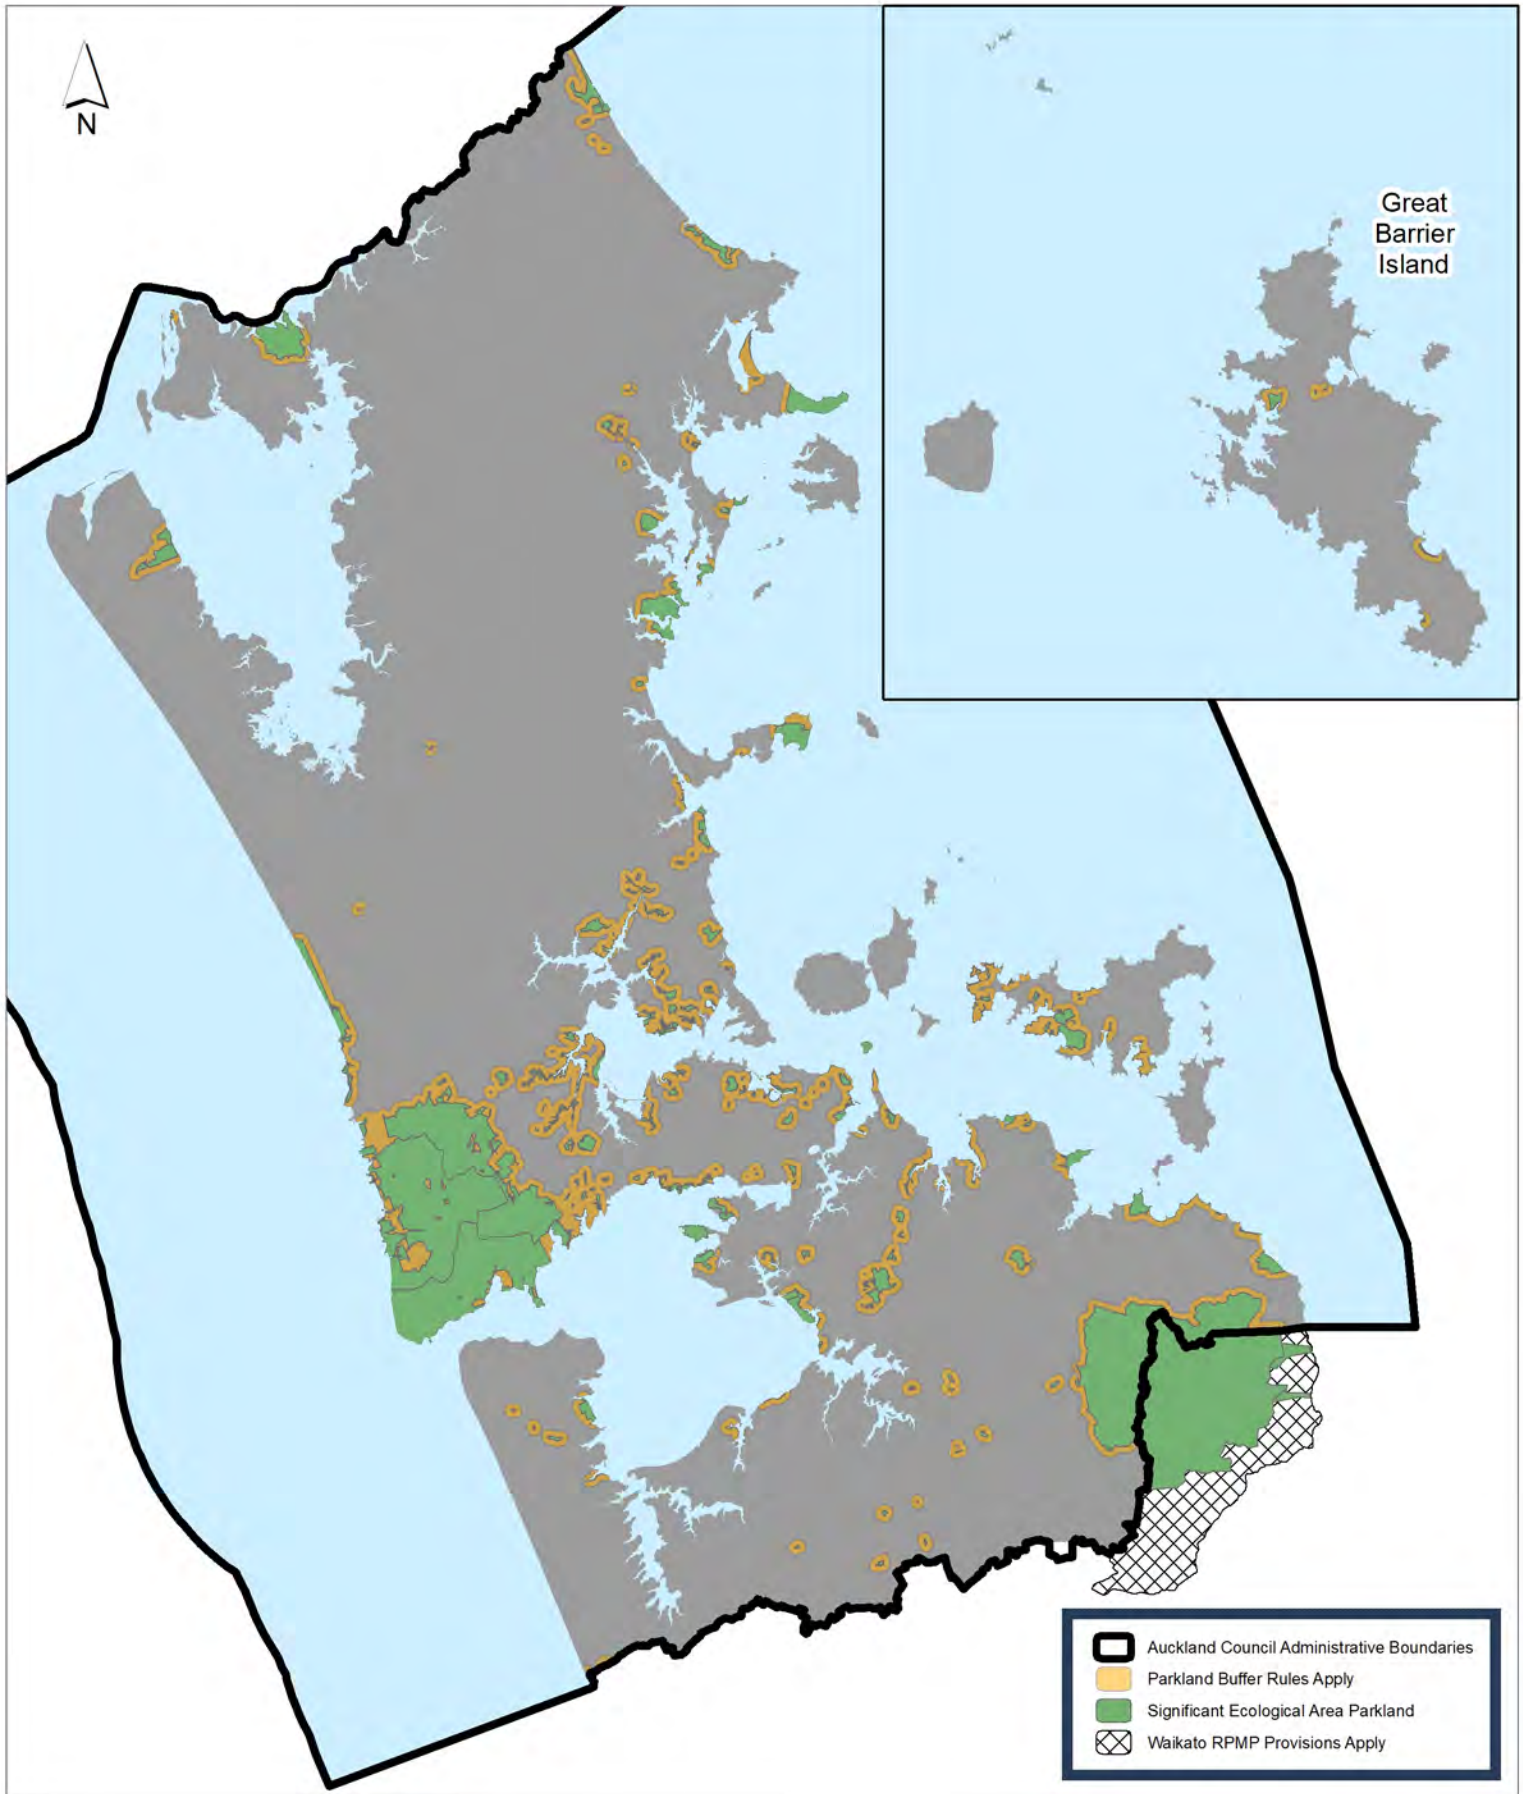 N
Great
Barrier
Island
Auckland Council Administrative Boundaries
Parkland Buffer Rules Apply
Significant Ecological Area Parkland
Waikato RPMP Provisions Apply